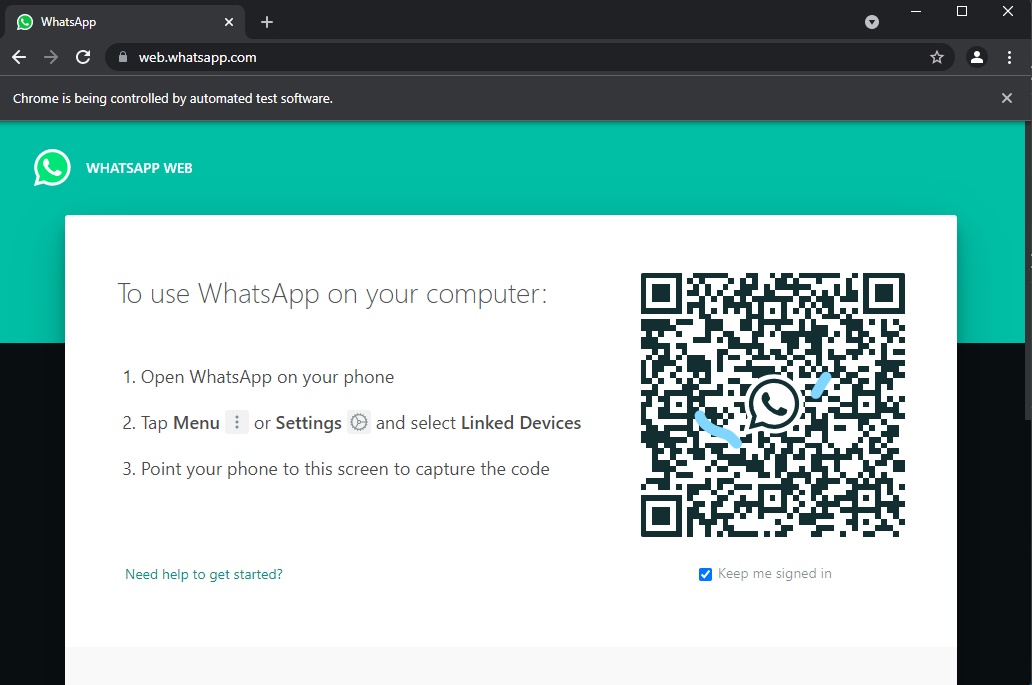 WhatsApp
web.whatsapp.com
Chrome is being controlled by automated test software.
WHATSAPP WEB
To use WhatsApp on your computer:
1. Open WhatsApp on your phone
2. Tap Menu or Settings and select Linked Devices
3. Point your phone to this screen to capture the code
Need help to get started?
Keep me signed in